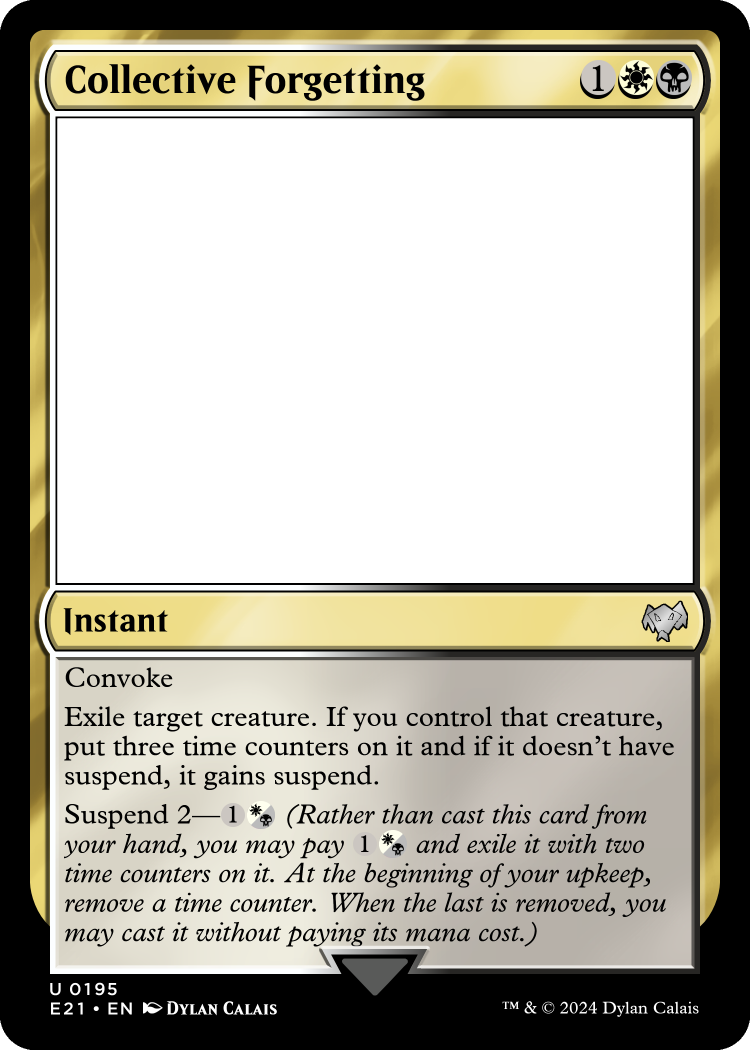 Collective Forgetting 1
Instant
Convoke
Exile target creature. If you control that creature,
put three time counters on it and if it doesn't have
suspend, it gains suspend.
Suspend 2—1 (Rather than cast this card from
your hand, you may pay 1 and exile it with two
time counters on it. At the beginning of your upkeep,
remove a time counter. When the last is removed, you
may cast it without paying its mana cost.)
U 0195
E21 • EN Dylan Calais
™ & © 2024 Dylan Calais